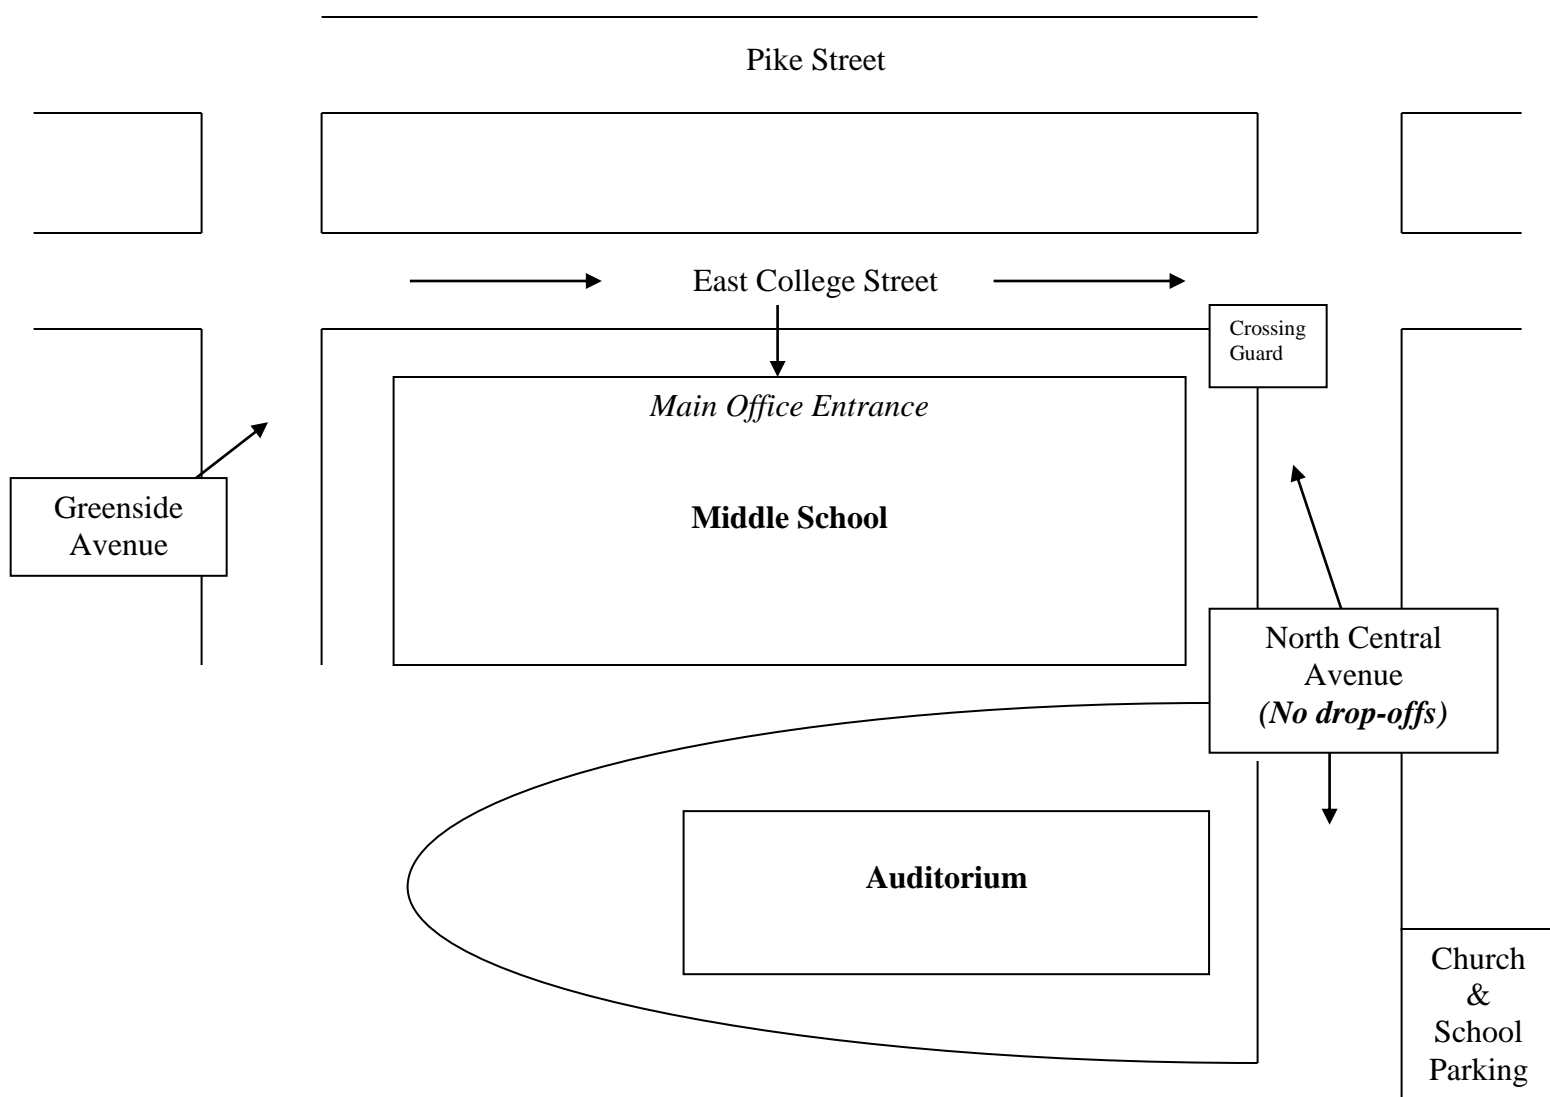 Pike Street
East College Street
Crossing
Guard
Main Office Entrance
Greenside
Avenue
Middle School
North Central
Avenue
(No drop-offs)
Auditorium
Church
&
School
Parking